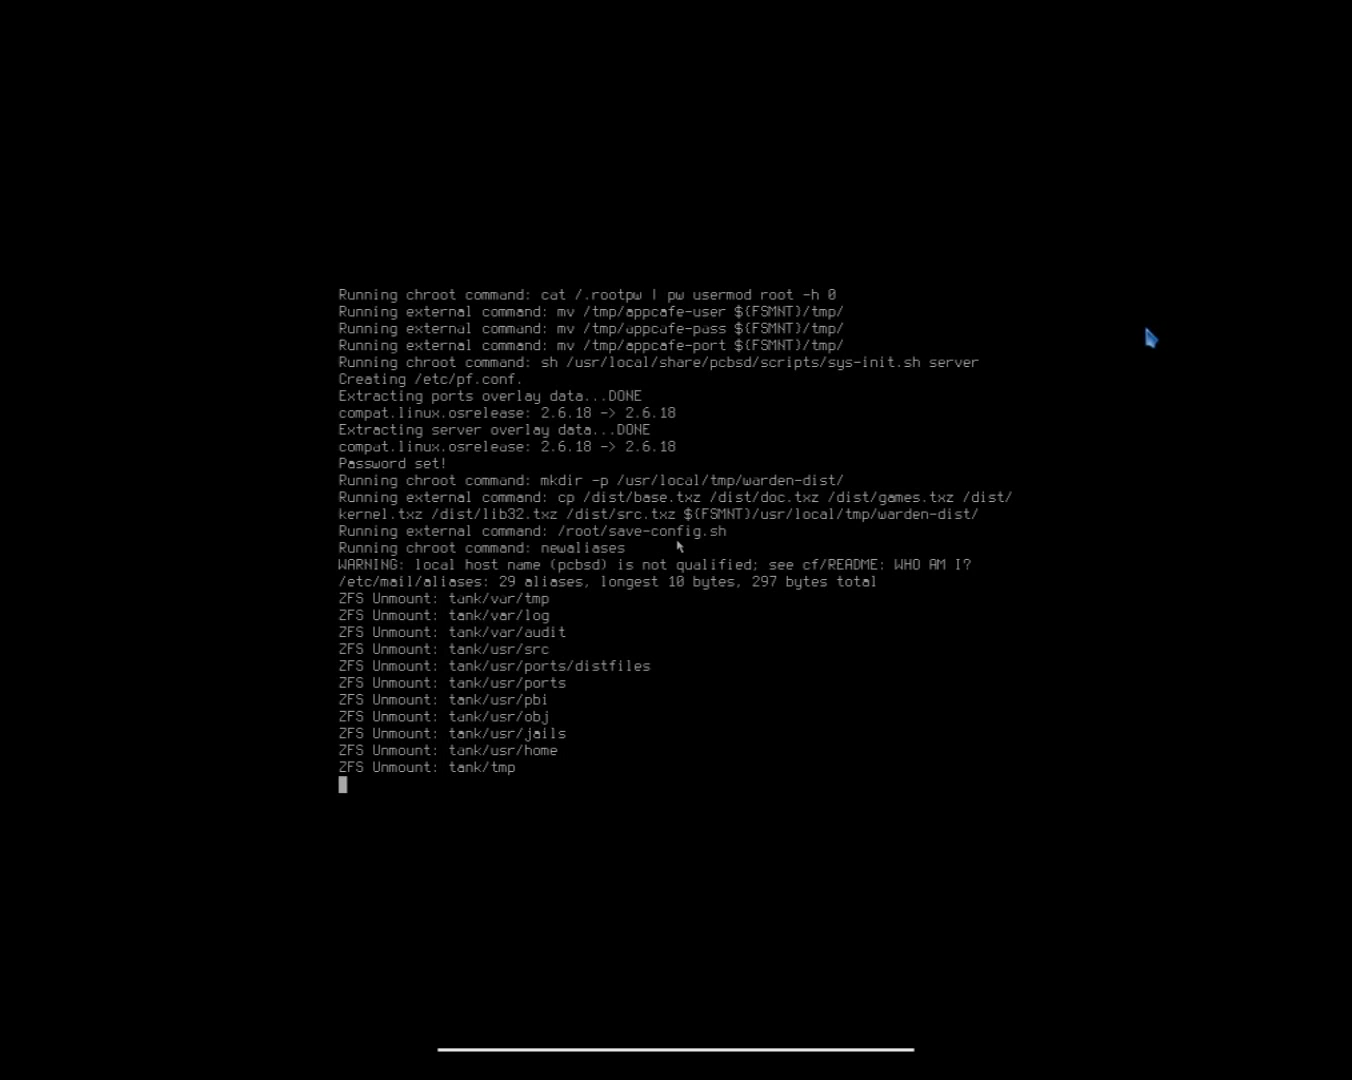 Running chroot command: cat /.rootpw | pw usermod root -h 0
Running external command: mv /tmp/appcafe-user ${FSMNT}/tmp/
Running external command: mv /tmp/appcafe-pass ${FSMNT}/tmp/
Running external command: mv /tmp/appcafe-port ${FSMNT}/tmp/
Running chroot command: sh /usr/local/share/pcbsd/scripts/sys-init.sh server
Creating /etc/pf.conf.
Extracting ports overlay data...DONE
compat.linux.osrelease: 2.6.18 -> 2.6.18
Extracting server overlay data...DONE
compat.linux.osrelease: 2.6.18 -> 2.6.18
Password set!
Running chroot command: mkdir -p /usr/local/tmp/warden-dist/
Running external command: cp /dist/base.txz /dist/doc.txz /dist/games.txz /dist/
kernel.txz /dist/lib32.txz /dist/src.txz ${FSMNT}/usr/local/tmp/warden-dist/
Running external command: /root/save-config.sh
Running chroot command: newaliases
WARNING: local host name (pcbsd) is not qualified; see cf/README: WHO AM I?
/etc/mail/aliases: 29 aliases, longest 10 bytes, 297 bytes total
ZFS Unmount: tank/var/tmp
ZFS Unmount: tank/var/log
ZFS Unmount: tank/var/audit
ZFS Unmount: tank/usr/src
ZFS Unmount: tank/usr/ports/distfiles
ZFS Unmount: tank/usr/ports
ZFS Unmount: tank/usr/pbi
ZFS Unmount: tank/usr/obj
ZFS Unmount: tank/usr/jails
ZFS Unmount: tank/usr/home
ZFS Unmount: tank/tmp